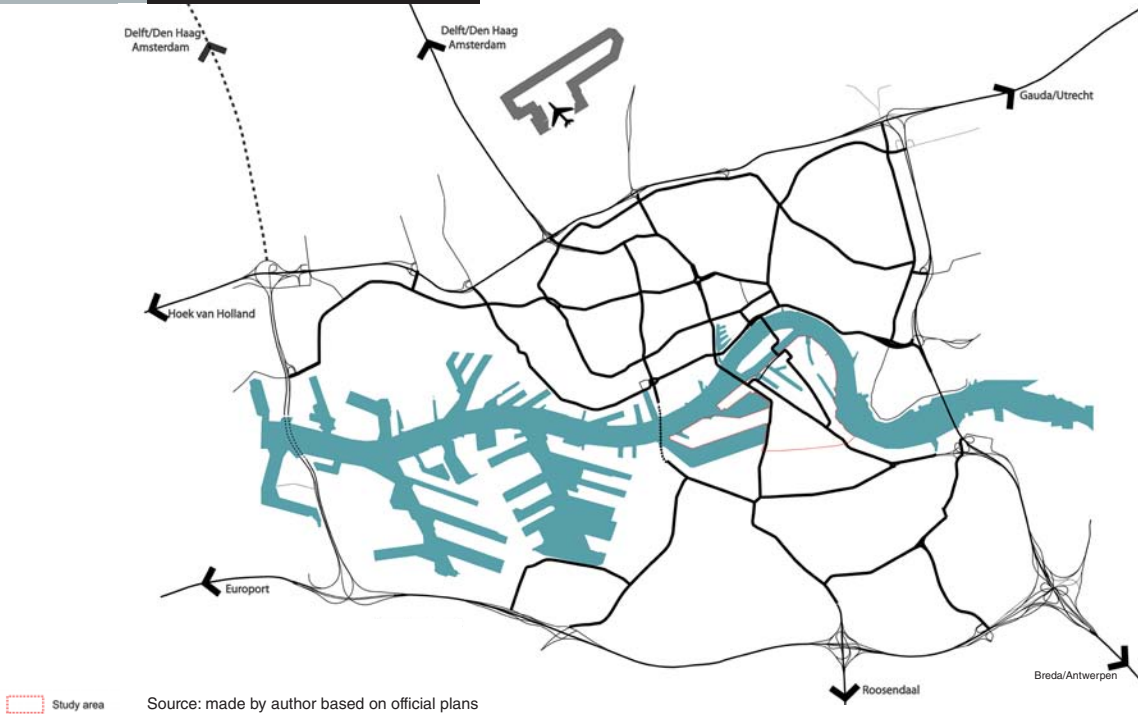 Delft/Den Haag
Amsterdam
Delft/Den Haag
Amsterdam
Gauda/Utrecht
Hoek van Holland
Europort
Breda/Antwerpen
Roosendaal
Study area
Source: made by author based on official plans